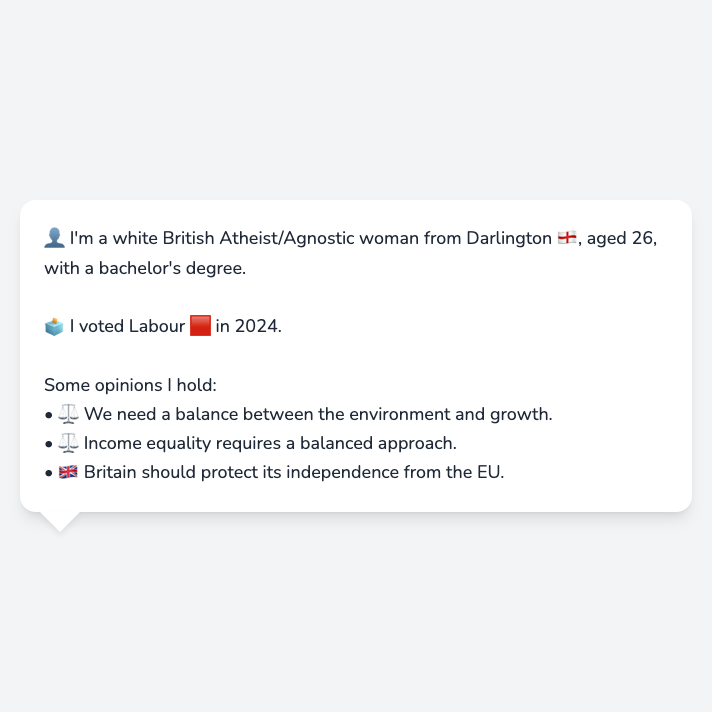 👤 I'm a white British Atheist/Agnostic woman from Darlington 🏴󠁧󠁢󠁥󠁮󠁧󠁿, aged 26,
with a bachelor's degree.
🗳️ I voted Labour 🟥 in 2024.
Some opinions I hold:
• ⚖️ We need a balance between the environment and growth.
• ⚖️ Income equality requires a balanced approach.
• 🇬🇧 Britain should protect its independence from the EU.